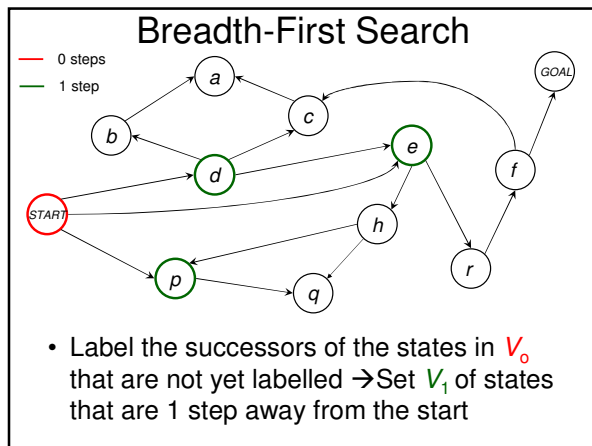 Breadth-First Search
0 steps
1 step
a
GOAL
c
b
e
d
f
START
h
r
p
q
• Label the successors of the states in V₀
that are not yet labelled →Set V₁ of states
that are 1 step away from the start